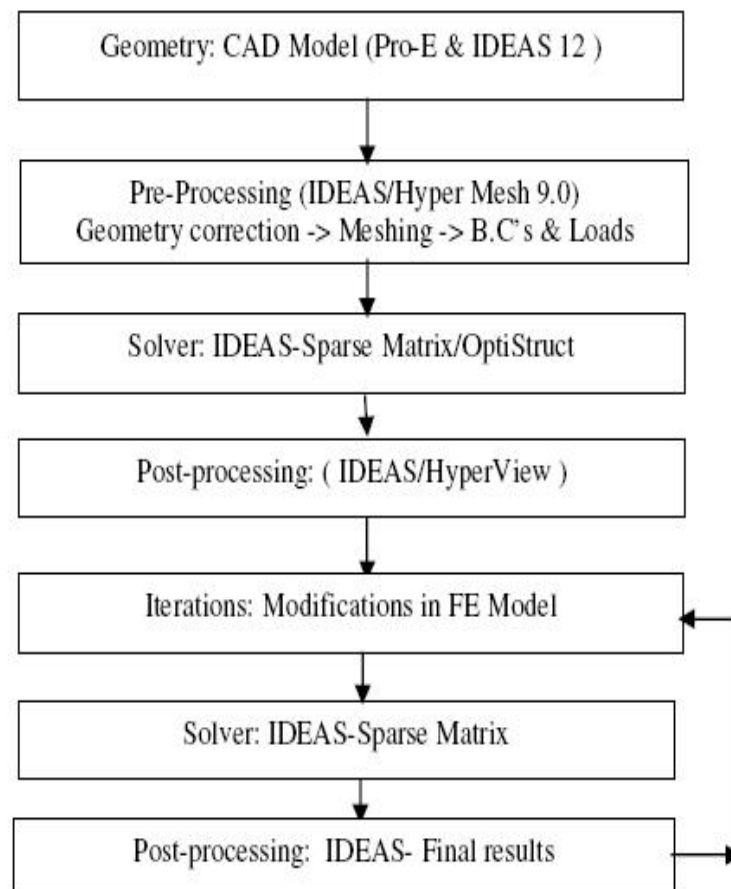 Geometry: CAD Model (Pro-E & IDEAS 12 )
Pre-Processing (IDEAS/Hyper Mesh 9.0)
Geometry correction -> Meshing -> B.C's & Loads
Solver: IDEAS-Sparse Matrix/OptiStruct
Post-processing: ( IDEAS/HyperView )
Iterations: Modifications in FE Model
Solver: IDEAS-Sparse Matrix
Post-processing: IDEAS- Final results